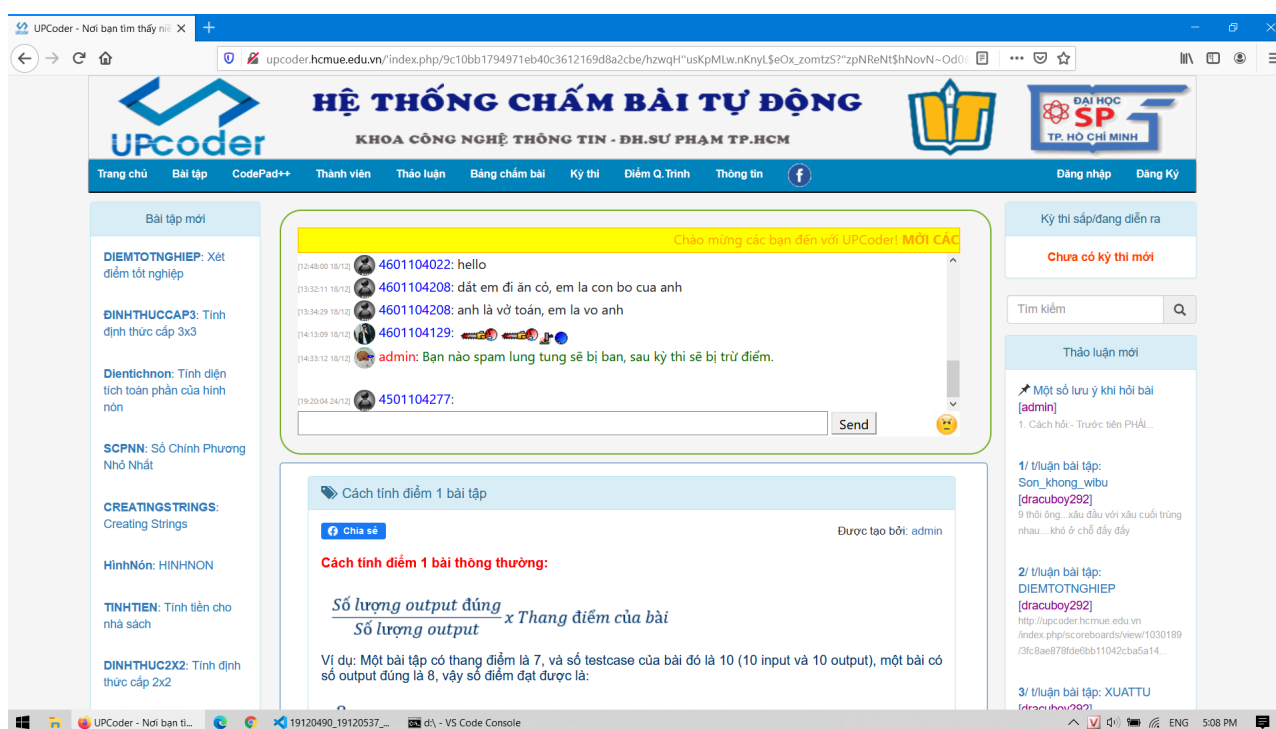 UPCoder - Nơi bạn tìm thấy niề
upcoder.hcmue.edu.vn/'index.php/9c10bb1794971eb40c3612169d8a2cbe/hzwqH"usKpMLw.nKnyL$eOx_zomtzS?"zpNReNt$hNovN~Od0
UPcoder
HỆ THỐNG CHẤM BÀI TỰ ĐỘNG
KHOA CÔNG NGHỆ THÔNG TIN - ĐH.SƯ PHẠM TP.HCM
ĐẠI HỌC
SP
TP. HỒ CHÍ MINH
Trang chủ Bài tập CodePad++ Thành viên Thảo luận Bảng chấm bài Kỳ thi Điểm Q.Trình Thông tin f Đăng nhập Đăng Ký
Bài tập mới
DIEMTOTNGHIEP: Xét
điểm tốt nghiệp
ĐINHTHUCCAP3: Tính
định thức cấp 3x3
Dientichnon: Tính diện
tích toàn phần của hình
nón
SCPNN: Số Chính Phương
Nhỏ Nhất
CREATINGSTRINGS:
Creating Strings
HìnhNón: HINHNON
TINHTIEN: Tính tiền cho
nhà sách
DINHTHUC2X2: Tính định
thức cấp 2x2
Chào mừng các bạn đến với UPCoder! MỜI CÁC
[12:48:00 18/12] 4601104022: hello
[13:32:11 18/12] 4601104208: dắt em đi ăn cỏ, em la con bo cua anh
[13:34:29 18/12] 4601104208: anh là vở toán, em la vo anh
[14:13:09 18/12] 4601104129:
[14:33:12 18/12] admin: Bạn nào spam lung tung sẽ bị ban, sau kỳ thi sẽ bị trừ điểm.
[19:20:04 24/12] 4501104277:
Send
Cách tính điểm 1 bài tập
Chia sẻ
Được tạo bởi: admin
Cách tính điểm 1 bài thông thường:
Số lượng output đúng
Số lượng output
x Thang điểm của bài
Ví dụ: Một bài tập có thang điểm là 7, và số testcase của bài đó là 10 (10 input và 10 output), một bài có
số output đúng là 8, vậy số điểm đạt được là:
Kỳ thi sắp/đang diễn ra
Chưa có kỳ thi mới
Tìm kiếm
Thảo luận mới
Một số lưu ý khi hỏi bài
[admin]
1. Cách hỏi:- Trước tiên PHẢI...
1/ t/luận bài tập:
Son_khong_wibu
[dracuboy292]
9 thôi ông...xâu đầu với xâu cuối trùng
nhau....khó ở chỗ đấy đấy
2/ t/luận bài tập:
DIEMTOTNGHIEP
[dracuboy292]
http://upcoder.hcmue.edu.vn
/index.php/scoreboards/view/1030189
/3fc8ae878fde6bb11042cba5a14...
3/ t/luận bài tập: XUATTU
[dracuboy292]
UPCoder - Nơi bạn tì... 19120490_19120537_... d:\ - VS Code Console V ENG 5:08 PM